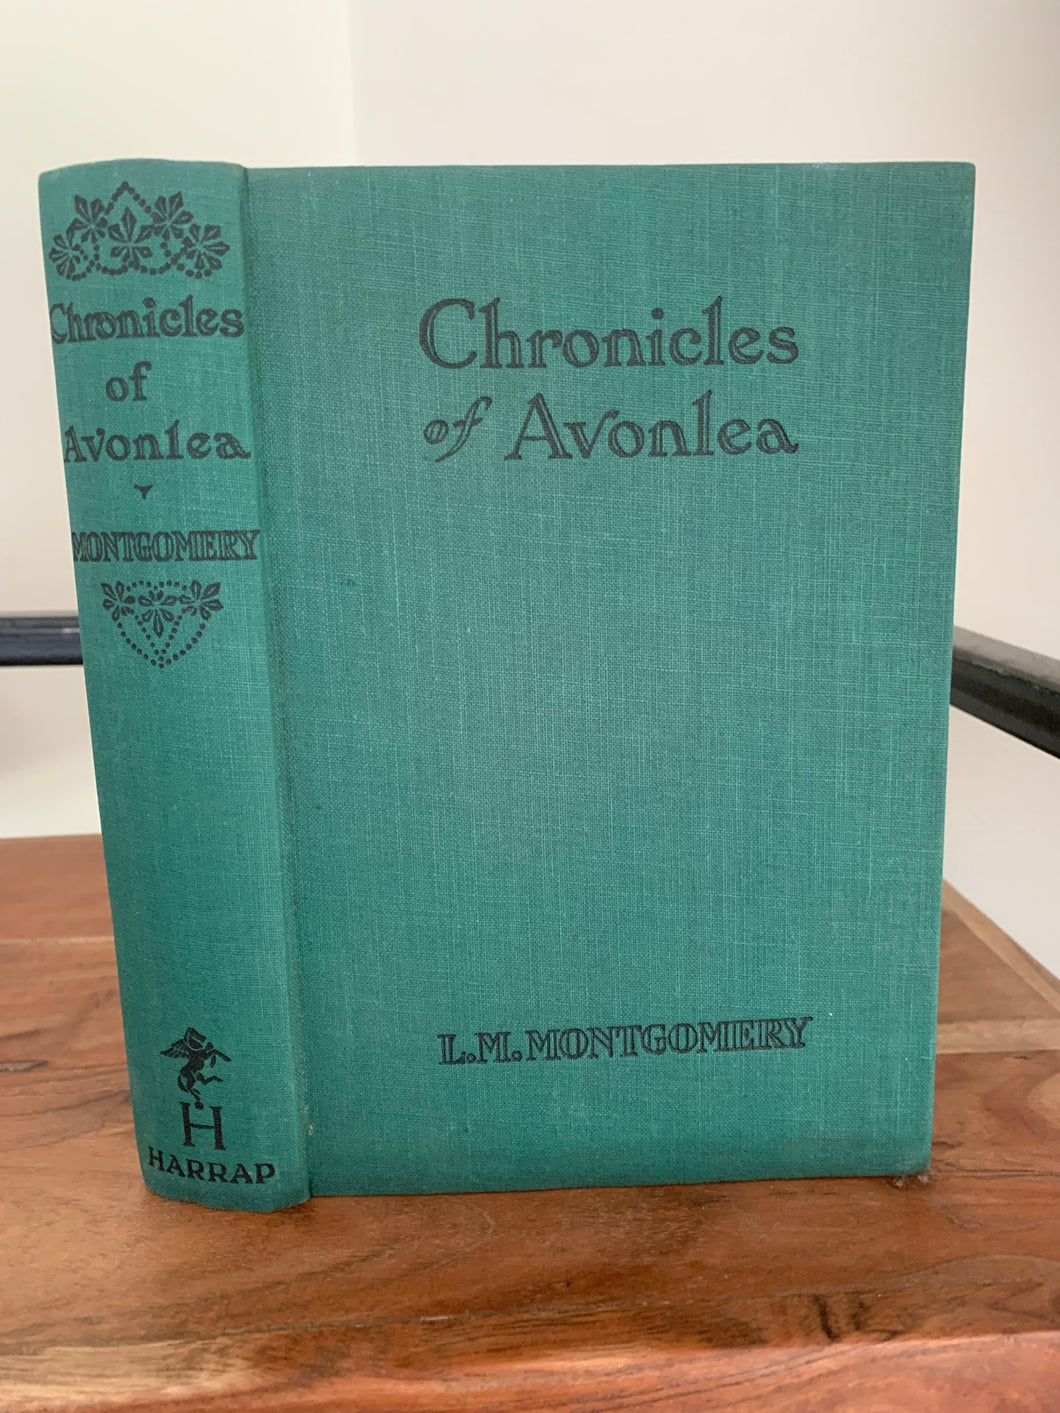 Chronicles
of
Avonlea
MONTGOMERY
H
HARRAP
Chronicles
of Avonlea
L.M. MONTGOMERY